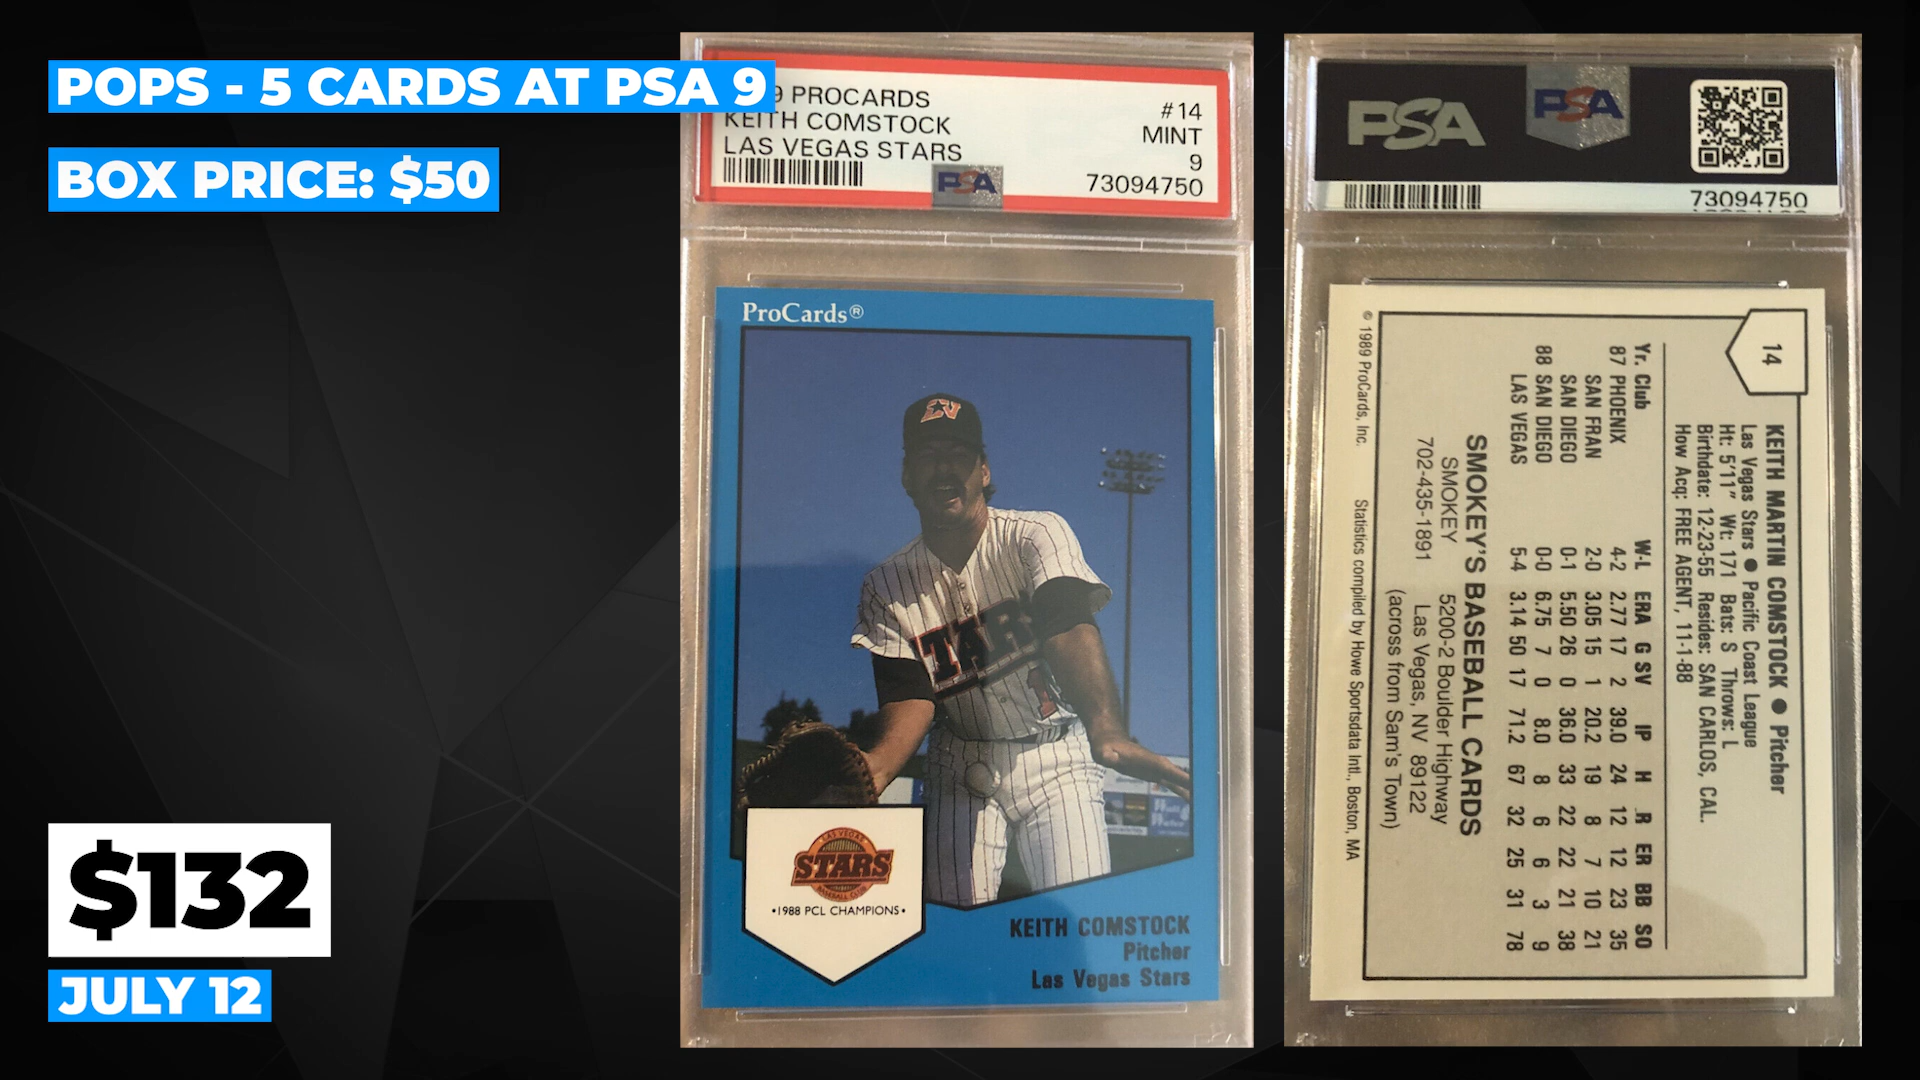 POPS - 5 CARDS AT PSA 9
BOX PRICE: $50
$132
JULY 12
9 PROCARDS
KEITH COMSTOCK
LAS VEGAS STARS
#14
MINT
9
73094750
PSA
ProCards®
LV
STARS
1
LAS VEGAS
STARS
BASEBALL CLUB
•1988 PCL CHAMPIONS•
KEITH COMSTOCK
Pitcher
Las Vegas Stars
PSA
PSA
73094750
14
KEITH MARTIN COMSTOCK ● Pitcher
Las Vegas Stars ● Pacific Coast League
Ht: 5'11" Wt: 171 Bats: S Throws: L
Birthdate: 12-23-55 Resides: SAN CARLOS, CAL.
How Acq: FREE AGENT, 11-1-88
Yr. Club W-L ERA G SV IP H R ER BB SO
87 PHOENIX 4-2 2.77 17 2 39.0 24 12 12 23 35
SAN FRAN 2-0 3.05 15 1 20.2 19 8 7 10 21
SAN DIEGO 0-1 5.50 26 0 36.0 33 22 22 21 38
88 SAN DIEGO 0-0 6.75 7 0 8.0 8 6 6 3 9
LAS VEGAS 5-4 3.14 50 17 71.2 67 32 25 31 78
SMOKEY'S BASEBALL CARDS
SMOKEY 5200-2 Boulder Highway
702-435-1891 Las Vegas, NV 89122
(across from Sam's Town)
© 1989 ProCards, Inc. Statistics compiled by Howe Sportsdata Intl., Boston, MA